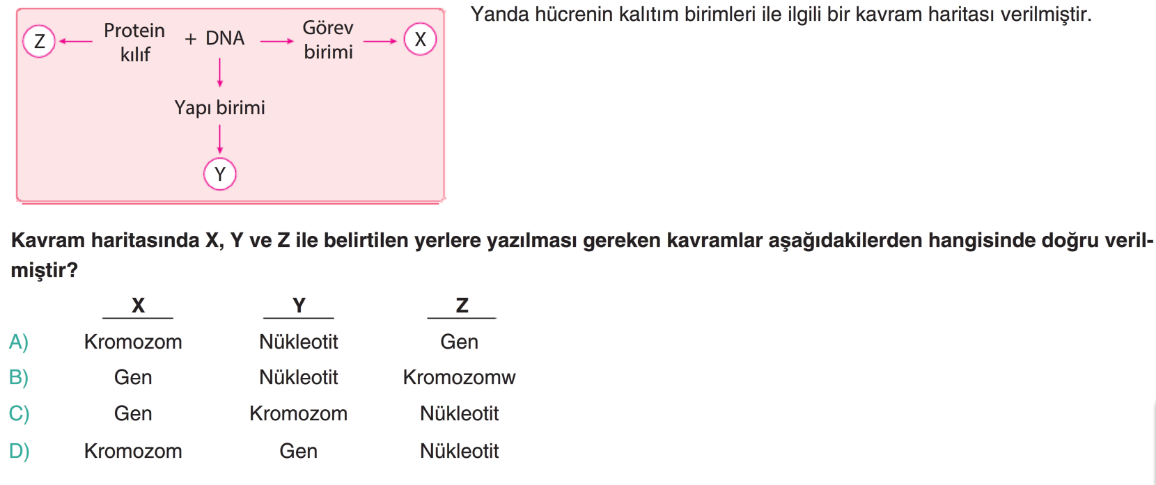 Yanda hücrenin kalıtım birimleri ile ilgili bir kavram haritası verilmiştir.
Z
Protein kılıf
+ DNA
Görev birimi
X
Yapı birimi
Y
Kavram haritasında X, Y ve Z ile belirtilen yerlere yazılması gereken kavramlar aşağıdakilerden hangisinde doğru veril-
miştir?
X Y Z
A) Kromozom Nükleotit Gen
B) Gen Nükleotit Kromozomw
C) Gen Kromozom Nükleotit
D) Kromozom Gen Nükleotit